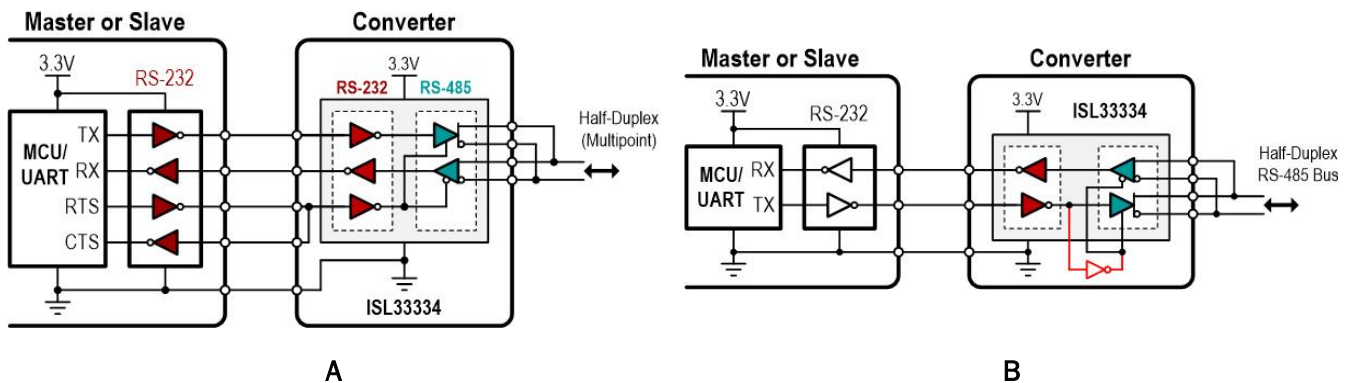 Master or Slave
Converter
3.3V
RS-232
3.3V
RS-232
RS-485
TX
MCU/
UART
RX
RTS
CTS
Half-Duplex
(Multipoint)
ISL33334
A
Master or Slave
Converter
3.3V
RS-232
3.3V
ISL33334
MCU/
UART
RX
TX
Half-Duplex
RS-485 Bus
B